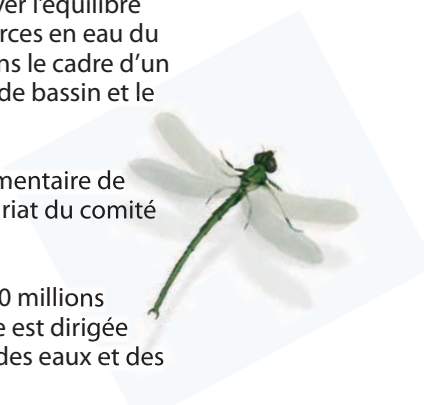 ver l’équilibre
rces en eau du
ns le cadre d’un
de bassin et le
mentaire de
riat du comité
0 millions
e est dirigée
des eaux et des